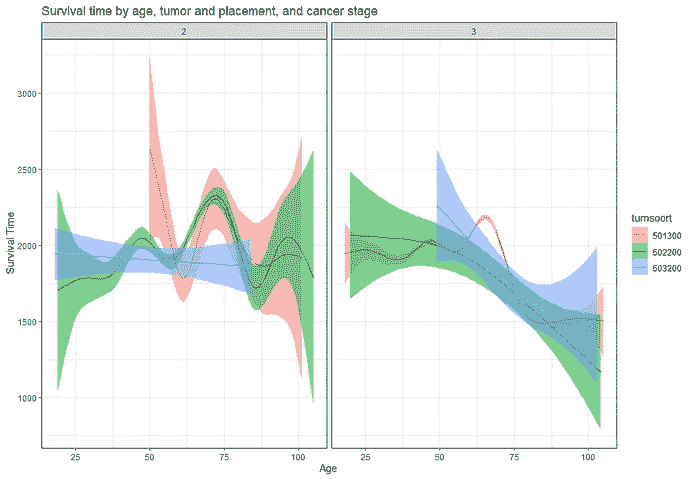 Survival time by age, tumor and placement, and cancer stage
2 3
3000
2500
2000
1500
1000
Survival Time
25 50 75 100 25 50 75 100
Age
tumsoort
501300
502200
503200